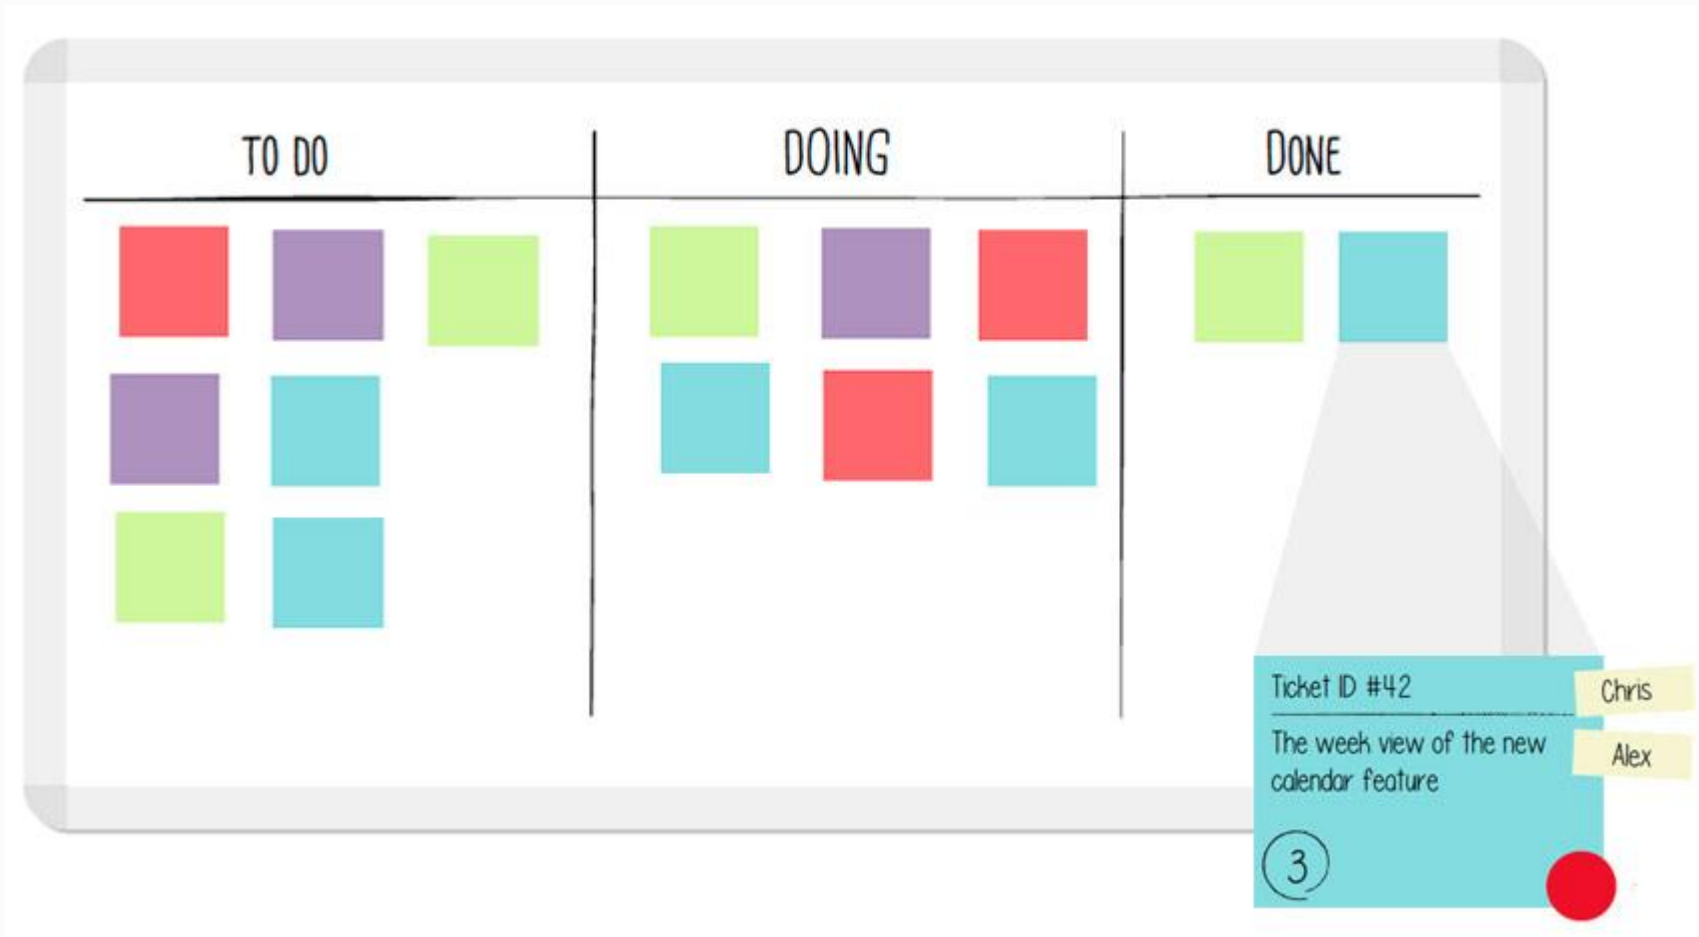 TO DO
DOING
DONE
Ticket ID #42
The week view of the new
calendar feature
3
Chris
Alex